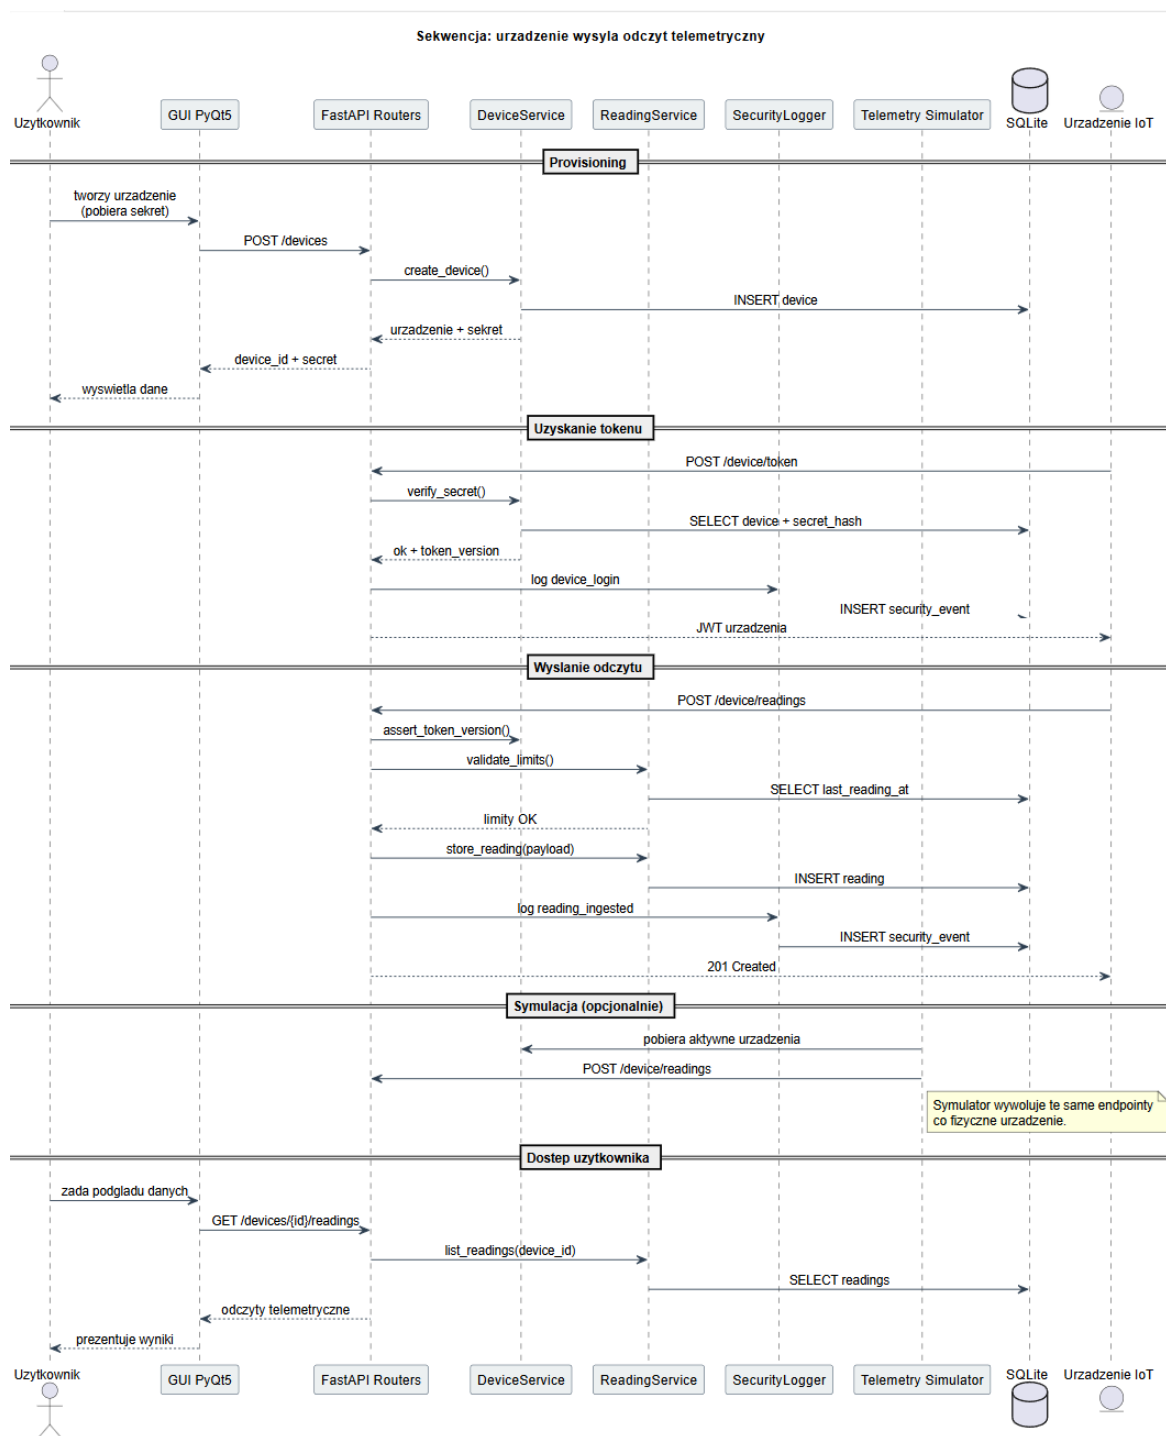 Sekwencja: urzadzenie wysyla odczyt telemetryczny
Uzytkownik
GUI PyQt5
FastAPI Routers
DeviceService
ReadingService
SecurityLogger
Telemetry Simulator
SQLite
Urzadzenie IoT
Provisioning
tworzy urzadzenie
(pobiera sekret)
POST /devices
create_device()
INSERT device
urzadzenie + sekret
device_id + secret
wyswietla dane
Uzyskanie tokenu
POST /device/token
verify_secret()
SELECT device + secret_hash
ok + token_version
log device_login
INSERT security_event
JWT urzadzenia
Wyslanie odczytu
POST /device/readings
assert_token_version()
validate_limits()
SELECT last_reading_at
limity OK
store_reading(payload)
INSERT reading
log reading_ingested
INSERT security_event
201 Created
Symulacja (opcjonalnie)
pobiera aktywne urzadzenia
POST /device/readings
Symulator wywoluje te same endpointy
co fizyczne urzadzenie.
Dostep uzytkownika
zada podgladu danych
GET /devices/{id}/readings
list_readings(device_id)
SELECT readings
odczyty telemetryczne
prezentuje wyniki
Uzytkownik
GUI PyQt5
FastAPI Routers
DeviceService
ReadingService
SecurityLogger
Telemetry Simulator
SQLite
Urzadzenie IoT